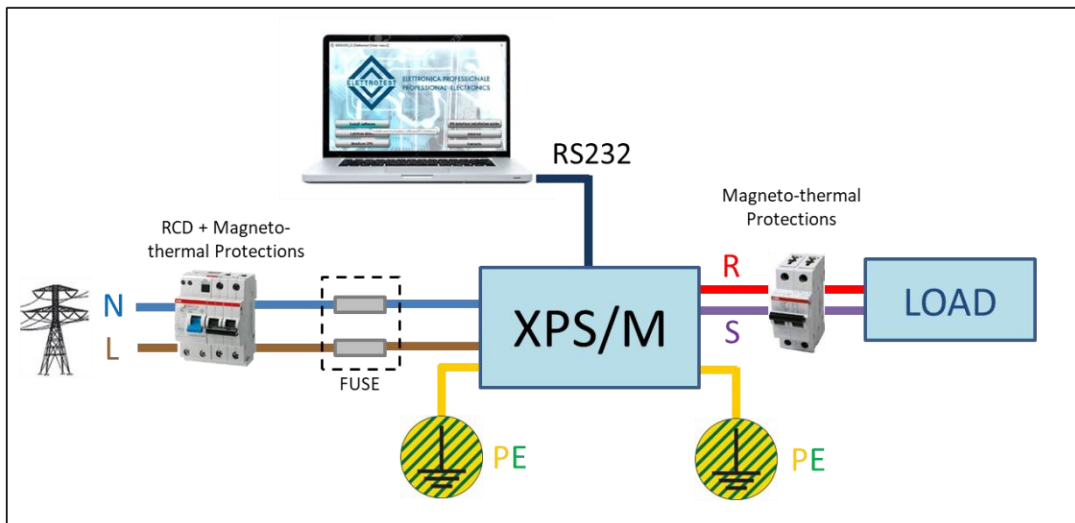 ELETTROTEST
ELETTRONICA PROFESSIONALE
PROFESSIONAL ELECTRONICS
RS232
Magneto-thermal
Protections
RCD + Magneto-
thermal Protections
N
L
FUSE
XPS/M
R
S
LOAD
PE
PE